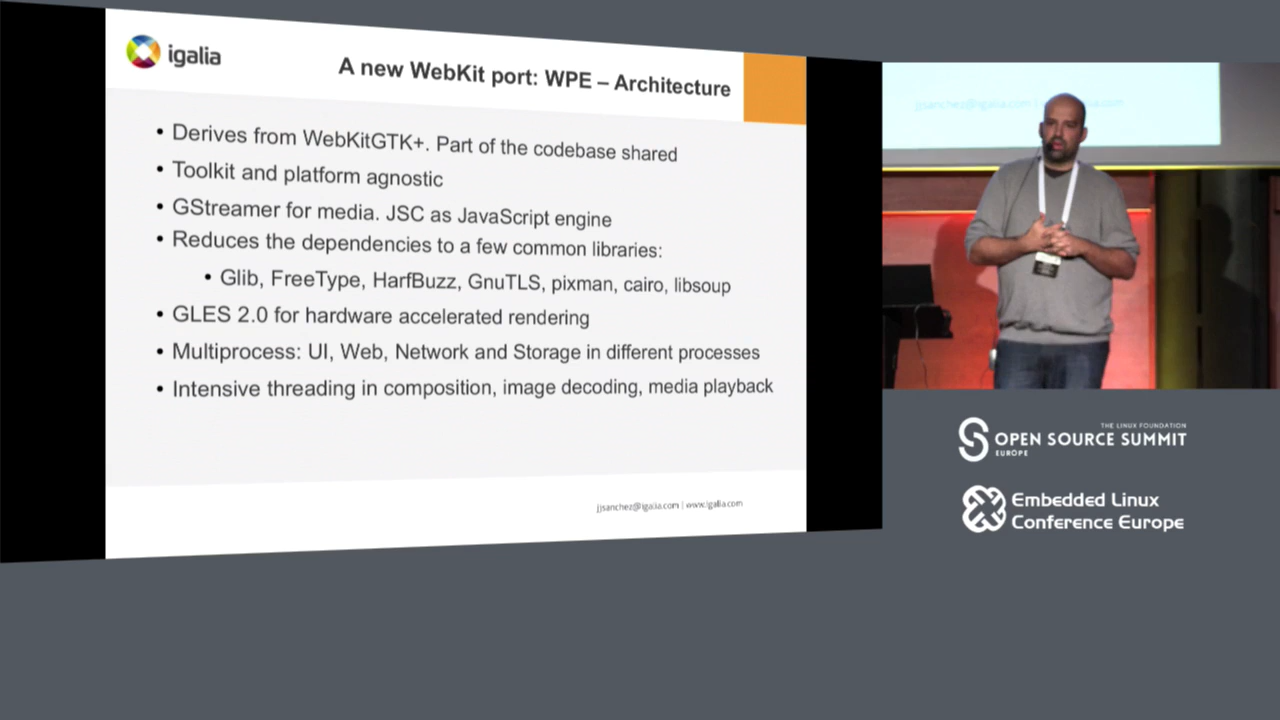 igalia
A new WebKit port: WPE – Architecture
• Derives from WebKitGTK+. Part of the codebase shared
• Toolkit and platform agnostic
• GStreamer for media. JSC as JavaScript engine
• Reduces the dependencies to a few common libraries:
• Glib, FreeType, HarfBuzz, GnuTLS, pixman, cairo, libsoup
• GLES 2.0 for hardware accelerated rendering
• Multiprocess: UI, Web, Network and Storage in different processes
• Intensive threading in composition, image decoding, media playback
jjsanchez@igalia.com | www.igalia.com
jjsanchez@igalia.com
THE LINUX FOUNDATION
OPEN SOURCE SUMMIT
EUROPE
Embedded Linux
Conference Europe